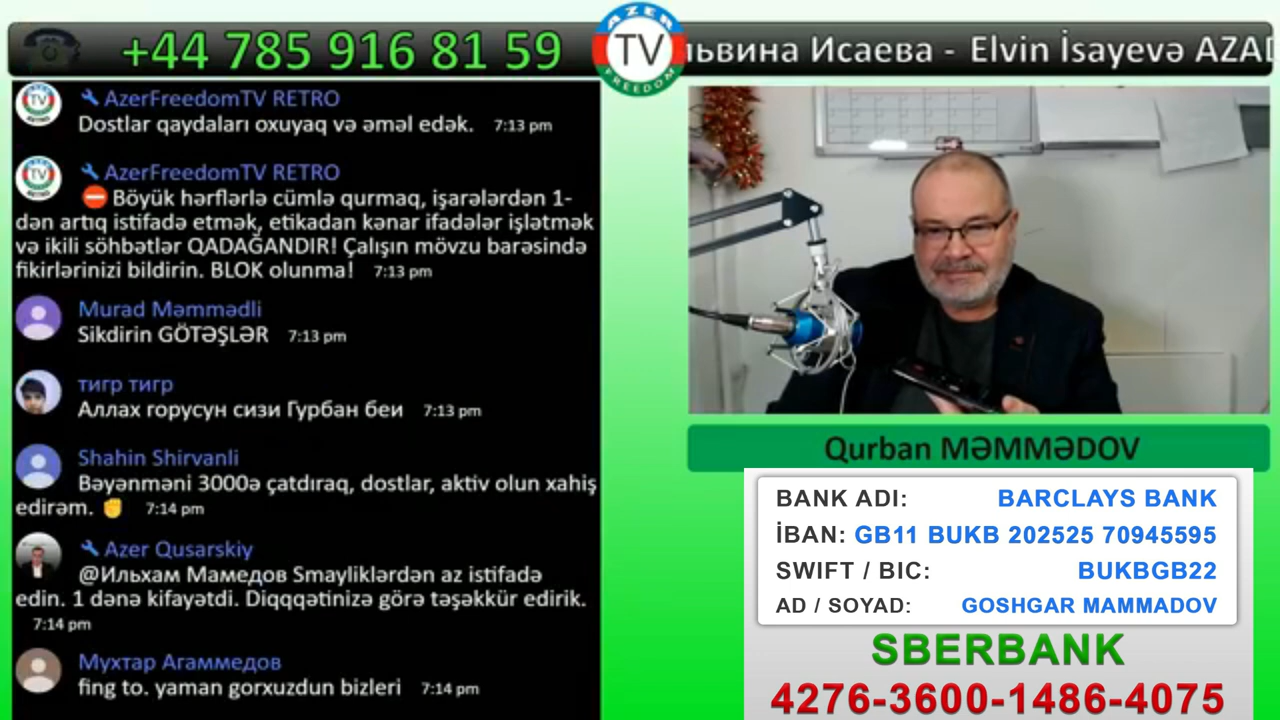 +44 785 916 81 59
AZER
TV
FREEDOM
ьвина Исаева - Elvin İsayevə AZAD
AzerFreedomTV RETRO
Dostlar qaydaları oxuyaq və əməl edək. 7:13 pm
AzerFreedomTV RETRO
⛔ Böyük hərflərlə cümlə qurmaq, işarələrdən 1-
dən artıq istifadə etmək, etikadan kənar ifadələr işlətmək
və ikili söhbətlər QADAĞANDIR! Çalışın mövzu barəsində
fikirlərinizi bildirin. BLOK olunma! 7:13 pm
Murad Məmmədli
Sikdirin GÖTƏŞLƏR 7:13 pm
тигр тигр
Аллах горусун сизи Гурбан беи 7:13 pm
Shahin Shirvanli
Bəyənməni 3000ə çatdıraq, dostlar, aktiv olun xahiş
edirəm. ✊ 7:14 pm
Azer Qusarskiy
@Ильхам Мамедов Smayliklərdən az istifadə
edin. 1 dənə kifayətdi. Diqqqətinizə görə təşəkkür edirik.
7:14 pm
Мухтар Агаммедов
fing to. yaman gorxuzdun bizleri 7:14 pm
Qurban MƏMMƏDOV
BANK ADI: BARCLAYS BANK
İBAN: GB11 BUKB 202525 70945595
SWIFT / BIC: BUKBGB22
AD / SOYAD: GOSHGAR MAMMADOV
SBERBANK
4276-3600-1486-4075